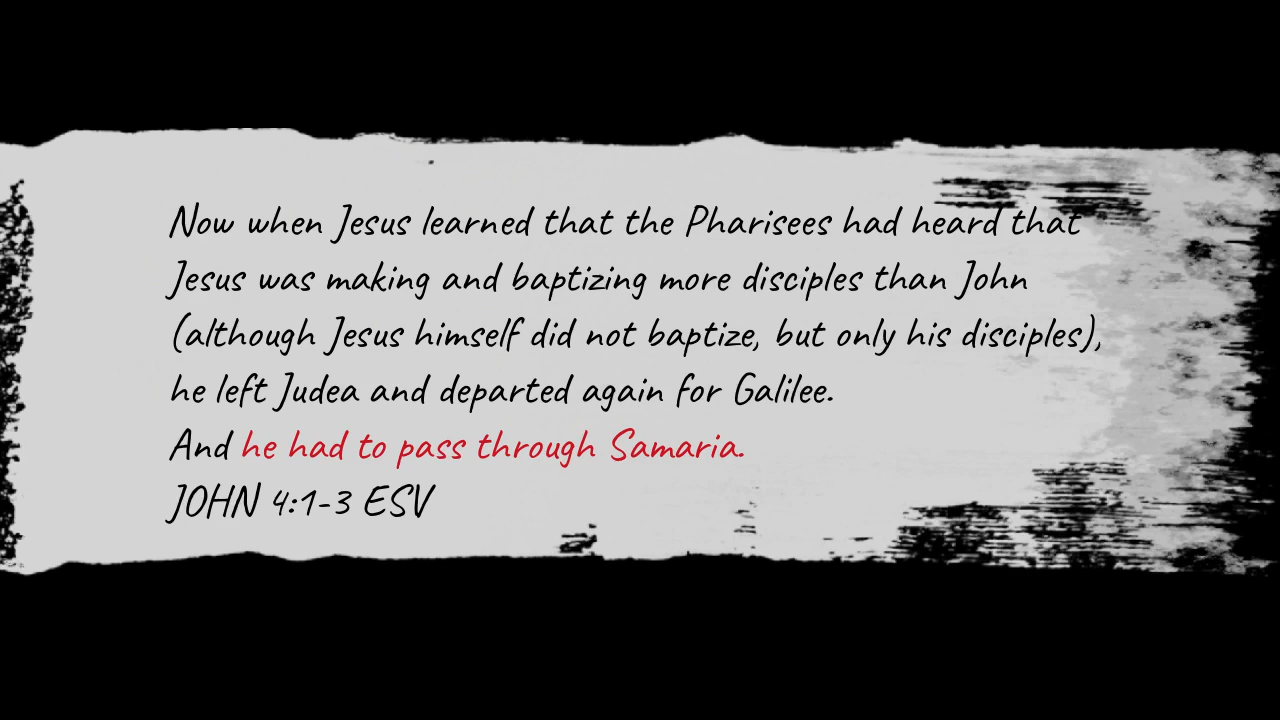 Now when Jesus learned that the Pharisees had heard that
Jesus was making and baptizing more disciples than John
(although Jesus himself did not baptize, but only his disciples),
he left Judea and departed again for Galilee.
And he had to pass through Samaria.
JOHN 4:1-3 ESV